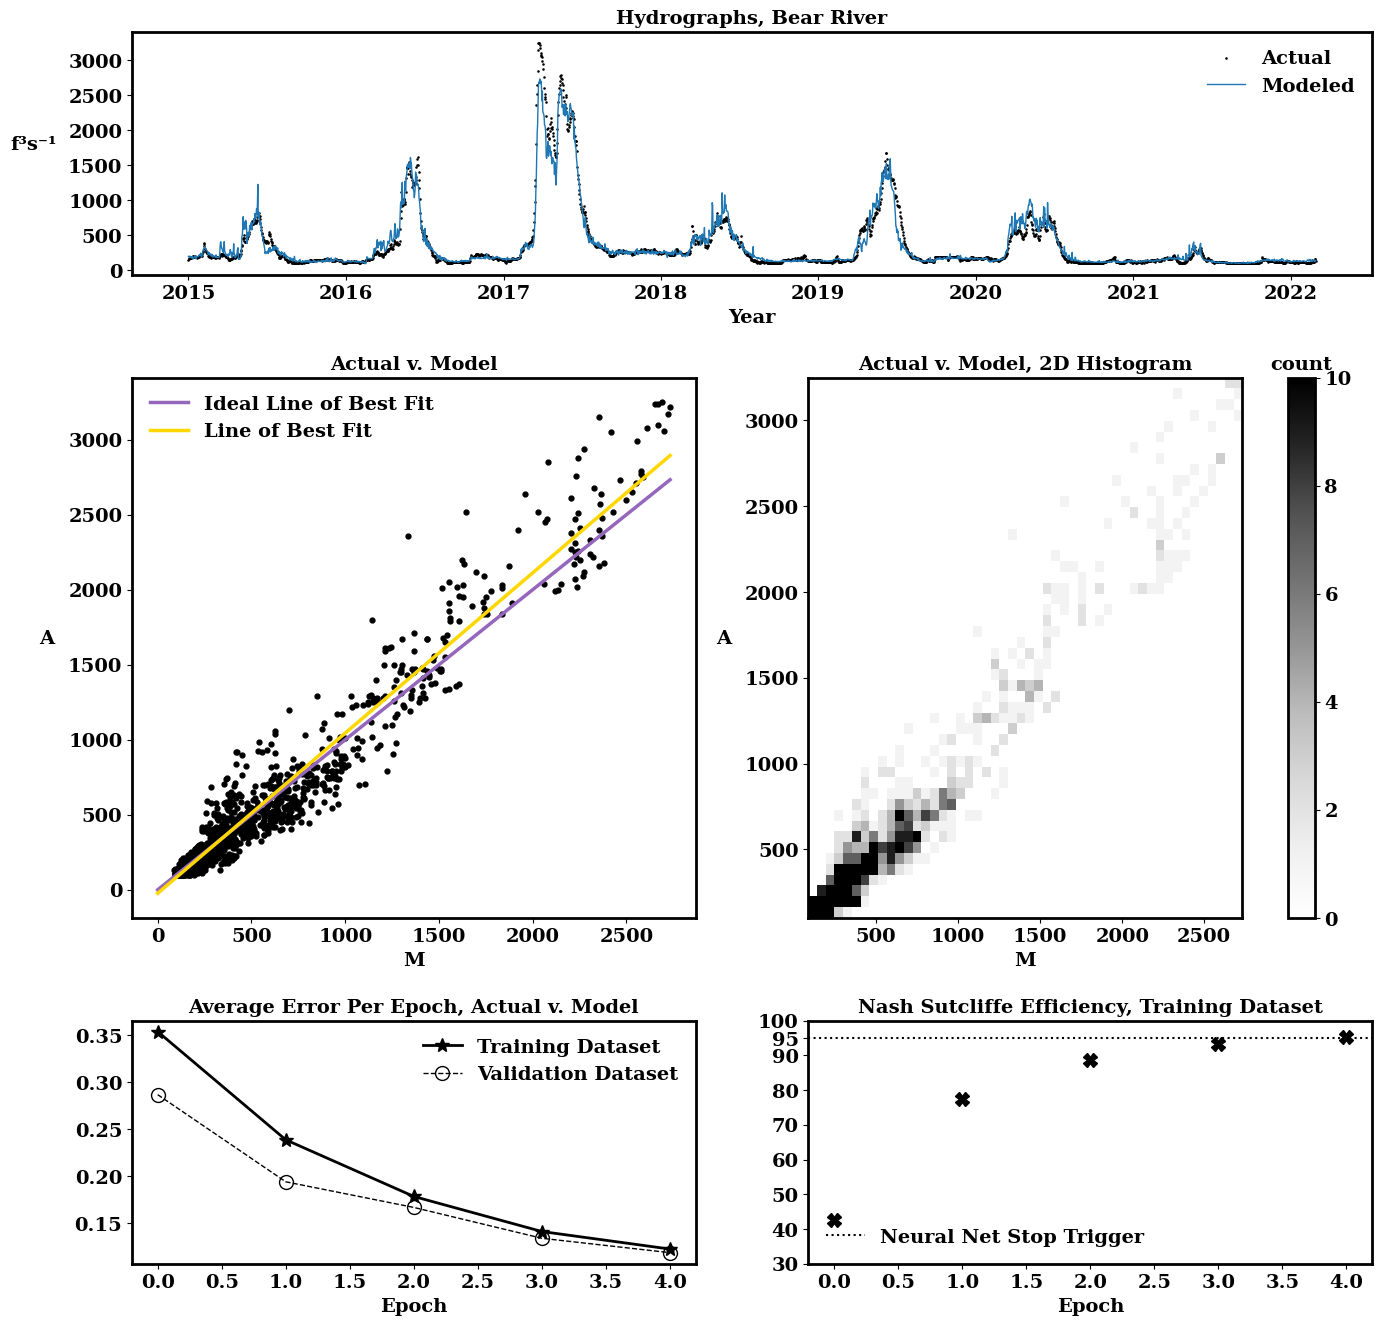 Hydrographs, Bear River
3000
2500
2000
1500
1000
500
0
f³s⁻¹
Actual
Modeled
2015 2016 2017 2018 2019 2020 2021 2022
Year
Actual v. Model
Ideal Line of Best Fit
Line of Best Fit
3000
2500
2000
1500
1000
500
0
A
0 500 1000 1500 2000 2500
M
Actual v. Model, 2D Histogram
3000
2500
2000
1500
1000
500
A
500 1000 1500 2000 2500
M
count
10
8
6
4
2
0
Average Error Per Epoch, Actual v. Model
Training Dataset
Validation Dataset
0.35
0.30
0.25
0.20
0.15
0.0 0.5 1.0 1.5 2.0 2.5 3.0 3.5 4.0
Epoch
Nash Sutcliffe Efficiency, Training Dataset
100
95
90
80
70
60
50
40
30
Neural Net Stop Trigger
0.0 0.5 1.0 1.5 2.0 2.5 3.0 3.5 4.0
Epoch